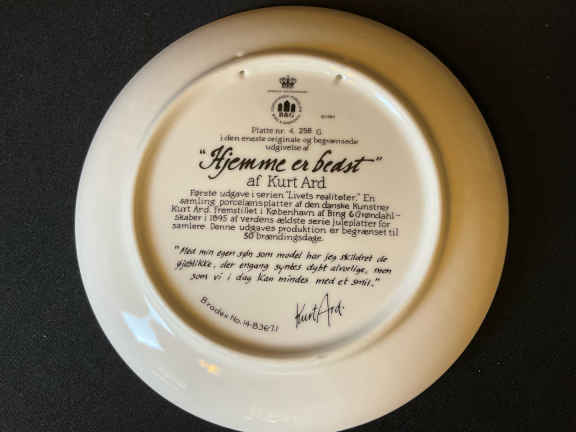 B&G
Platte nr. 4.258 G.
i den eneste originale og begrænsede
udgivelse af
"Hjemme er bedst"
af Kurt Ard
Første udgave i serien "Livets realiteter." En
samling porcelænsplatter af den danske Kunstner
Kurt Ard. fremstillet i København af Bing & Grøndahl-
skaber i 1895 af verdens ældste serie juleplatter for
samlere. Denne udgaves produktion er begrænset til
50 brændingsdage.
"Med min egen søn som model har jeg skildret de
øjeblikke, der engang syntes dybt alvorlige, men
som vi i dag Kan mindes med et smil."
Kurt Ard.
Bradex No. 14-B36-7.1